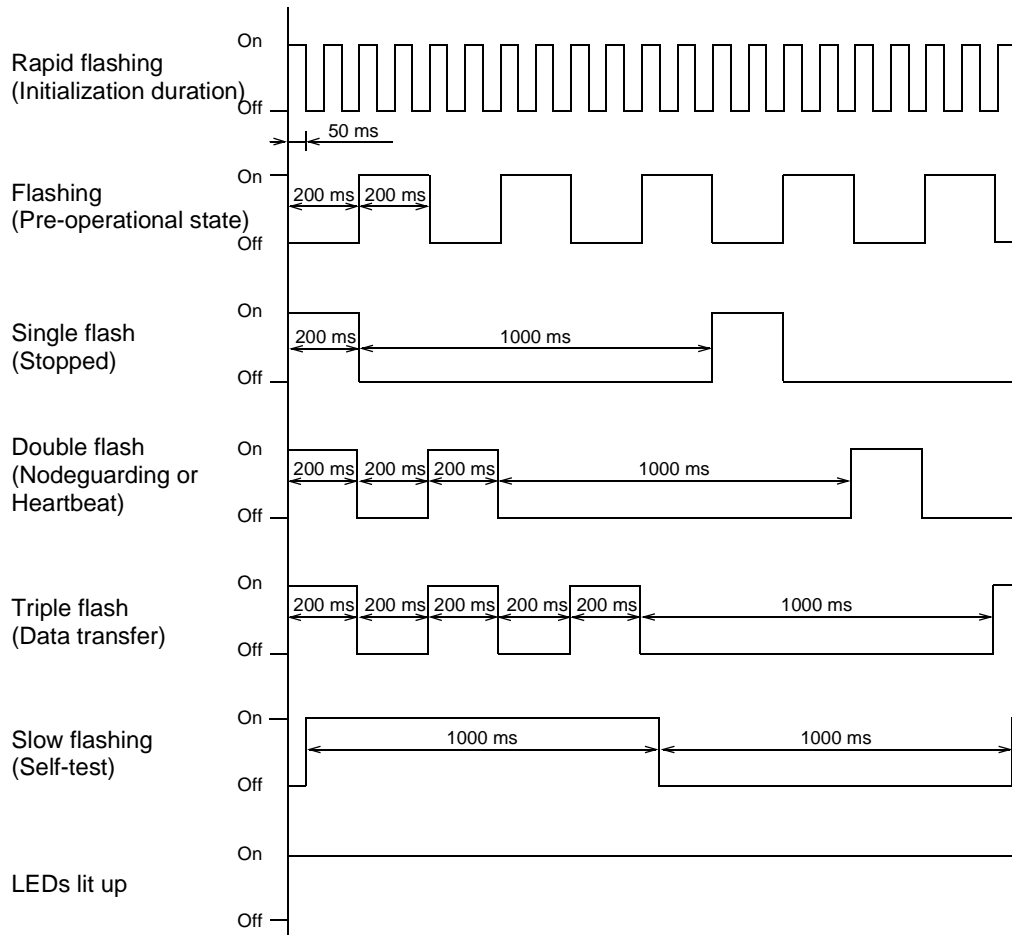 On
Rapid flashing
(Initialization duration)
Off
50 ms
On
Flashing
200 ms 200 ms
(Pre-operational state)
Off
On
Single flash
200 ms 1000 ms
(Stopped)
Off
On
Double flash
(Nodeguarding or
200 ms 200 ms 200 ms 1000 ms
Heartbeat)
Off
On
Triple flash
200 ms 200 ms 200 ms 200 ms 200 ms 1000 ms
(Data transfer)
Off
On
Slow flashing
1000 ms 1000 ms
(Self-test)
Off
On
LEDs lit up
Off